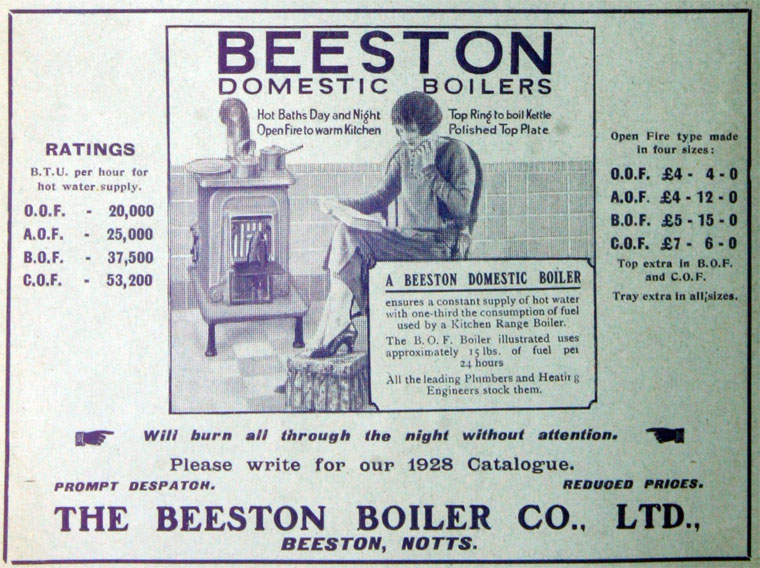 BEESTON
DOMESTIC BOILERS
Hot Baths Day and Night
Open Fire to warm Kitchen
Top Ring to boil Kettle
Polished Top Plate
RATINGS
B.T.U. per hour for
hot water supply.
O.O.F. - 20,000
A.O.F. - 25,000
B.O.F. - 37,500
C.O.F. - 53,200
Open Fire type made
in four sizes:
O.O.F. £4 - 4 - 0
A.O.F. £4 - 12 - 0
B.O.F. £5 - 15 - 0
C.O.F. £7 - 6 - 0
Top extra in B.O.F.
and C.O.F.
Tray extra in all sizes.
A BEESTON DOMESTIC BOILER
ensures a constant supply of hot water
with one-third the consumption of fuel
used by a Kitchen Range Boiler.
The B.O.F. Boiler illustrated uses
approximately 15 lbs. of fuel per
24 hours
All the leading Plumbers and Heating
Engineers stock them.
Will burn all through the night without attention.
Please write for our 1928 Catalogue.
PROMPT DESPATCH.
REDUCED PRICES.
THE BEESTON BOILER CO., LTD.,
BEESTON, NOTTS.